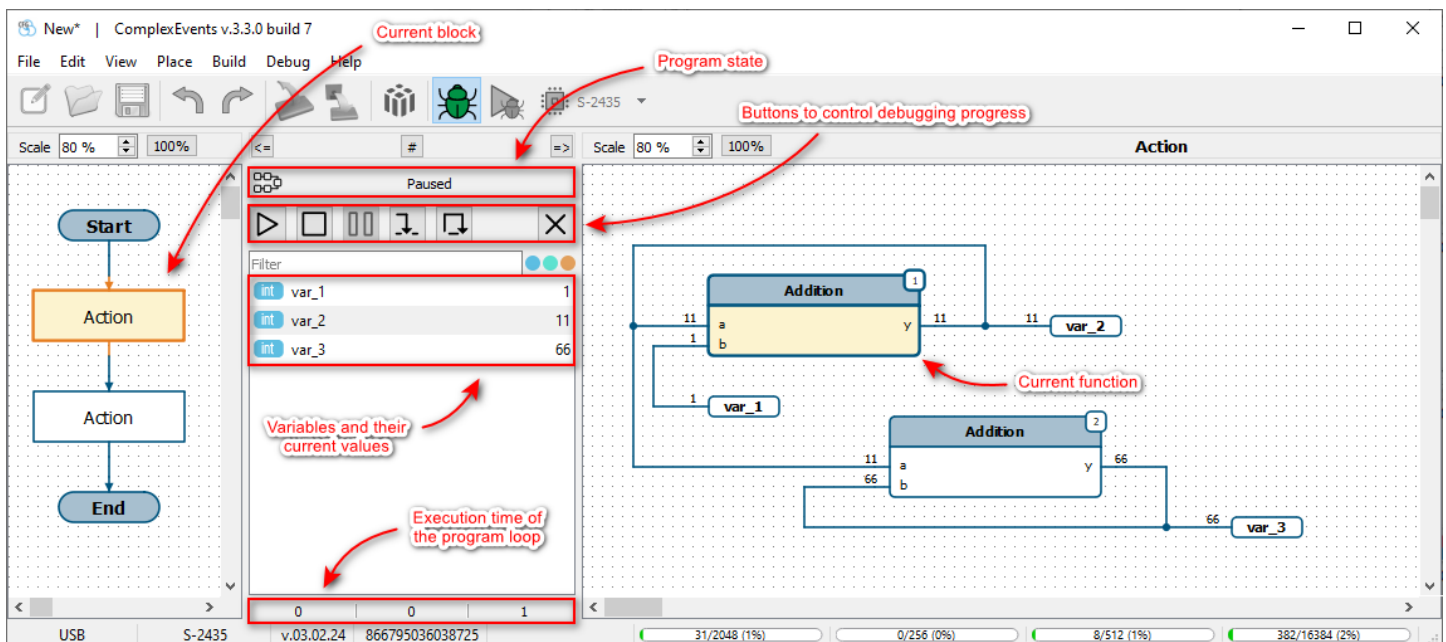 New* | ComplexEvents v.3.3.0 build 7
Current block
File Edit View Place Build Debug Help
Program state
S-2435
Buttons to control debugging progress
Scale 80 % 100%
<= # =>
Scale 80 % 100%
Action
Paused
Start
Action
Action
End
Filter
int var_1 1
int var_2 11
int var_3 66
Variables and their
current values
Execution time of
the program loop
0 0 1
Addition 1
11 a y 11 11 var_2
1 b
1 var_1
Current function
Addition 2
11 a y 66
66 b
66 var_3
< >
< >
USB S-2435 v.03.02.24 866795036038725 31/2048 (1%) 0/256 (0%) 8/512 (1%) 382/16384 (2%)